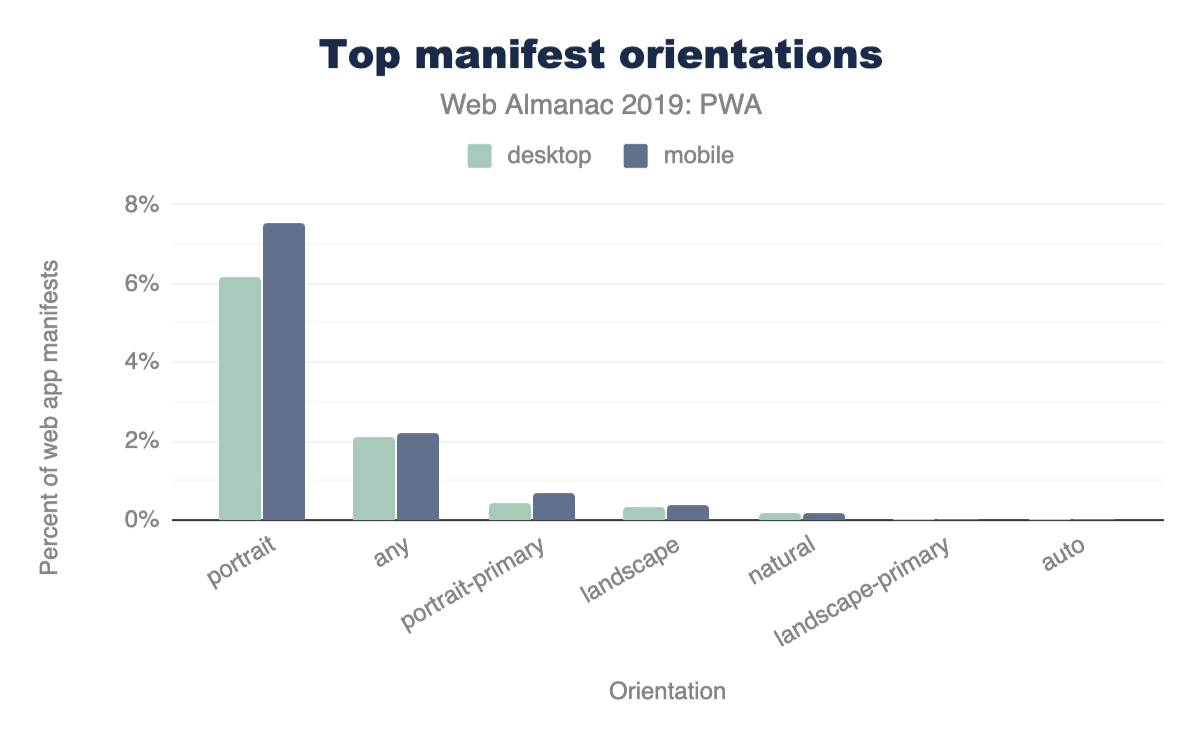 Top manifest orientations
Web Almanac 2019: PWA
desktop
mobile
Percent of web app manifests
8%
6%
4%
2%
0%
portrait
any
portrait-primary
landscape
natural
landscape-primary
auto
Orientation